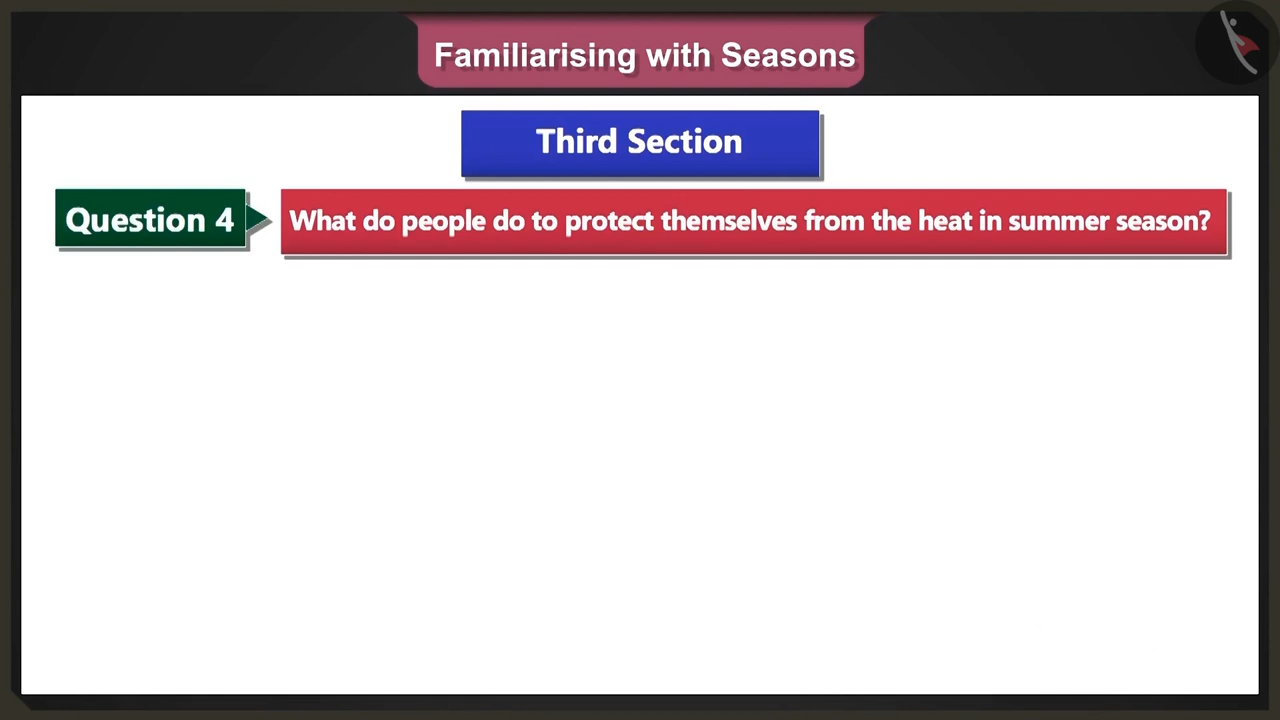 Familiarising with Seasons
Third Section
Question 4
What do people do to protect themselves from the heat in summer season?